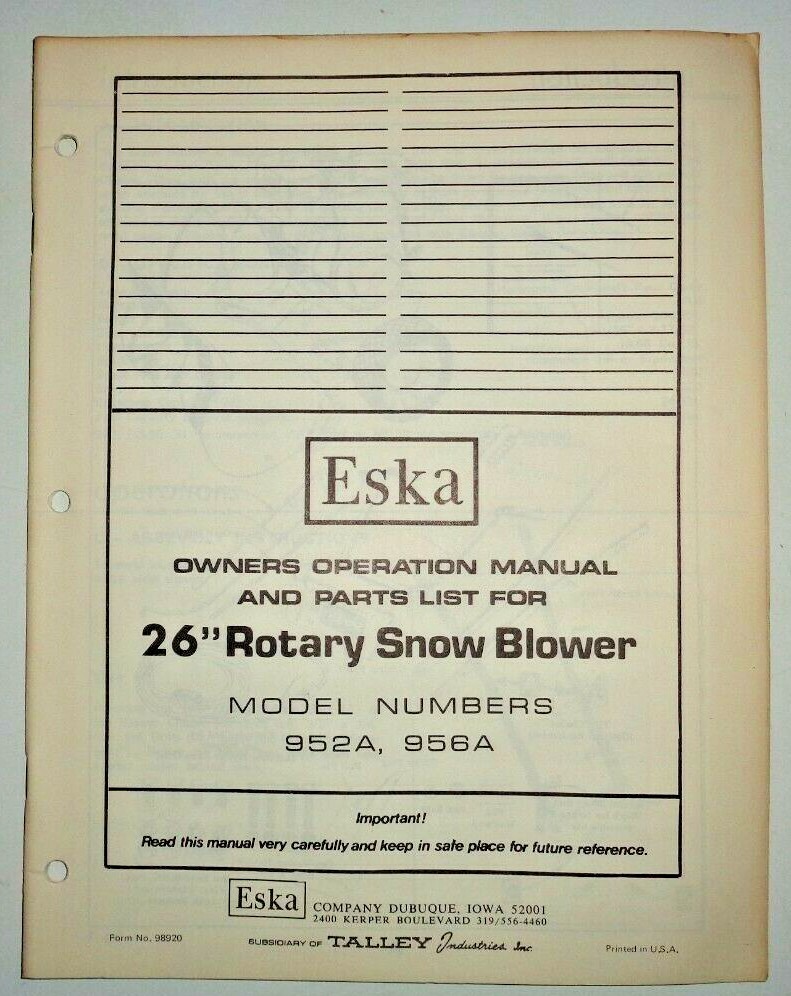 Eska
OWNERS OPERATION MANUAL
AND PARTS LIST FOR
26” Rotary Snow Blower
MODEL NUMBERS
952A, 956A
Important!
Read this manual very carefully and keep in safe place for future reference.
Eska COMPANY DUBUQUE, IOWA 52001
2400 KERPER BOULEVARD 319/556-4460
Form No. 98920 SUBSIDIARY OF TALLEY Industries Inc. Printed in U.S.A.